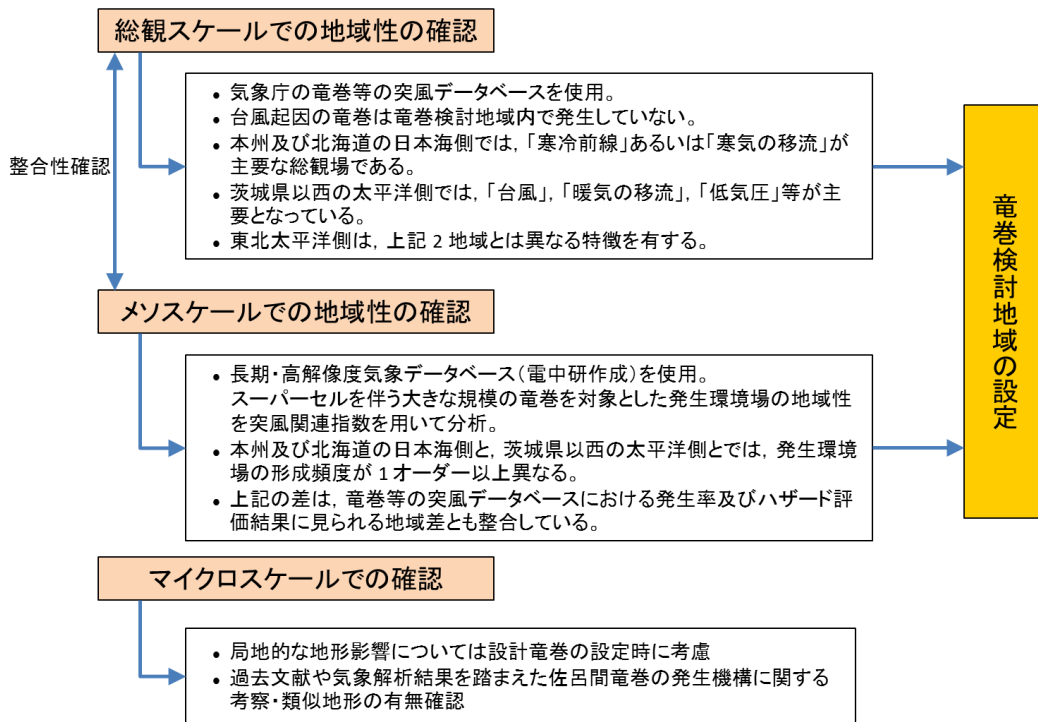 総観スケールでの地域性の確認
• 気象庁の竜巻等の突風データベースを使用。
• 台風起因の竜巻は竜巻検討地域内で発生していない。
• 本州及び北海道の日本海側では，「寒冷前線」あるいは「寒気の移流」が
主要な総観場である。
• 茨城県以西の太平洋側では，「台風」，「暖気の移流」，「低気圧」等が主
要となっている。
• 東北太平洋側は，上記 2 地域とは異なる特徴を有する。
整合性確認
メソスケールでの地域性の確認
• 長期・高解像度気象データベース（電中研作成）を使用。
スーパーセルを伴う大きな規模の竜巻を対象とした発生環境場の地域性
を突風関連指数を用いて分析。
• 本州及び北海道の日本海側と，茨城県以西の太平洋側とでは，発生環境
場の形成頻度が 1 オーダー以上異なる。
• 上記の差は，竜巻等の突風データベースにおける発生率及びハザード評
価結果に見られる地域差とも整合している。
マイクロスケールでの確認
• 局地的な地形影響については設計竜巻の設定時に考慮
• 過去文献や気象解析結果を踏まえた佐呂間竜巻の発生機構に関する
考察・類似地形の有無確認
竜巻検討地域の設定